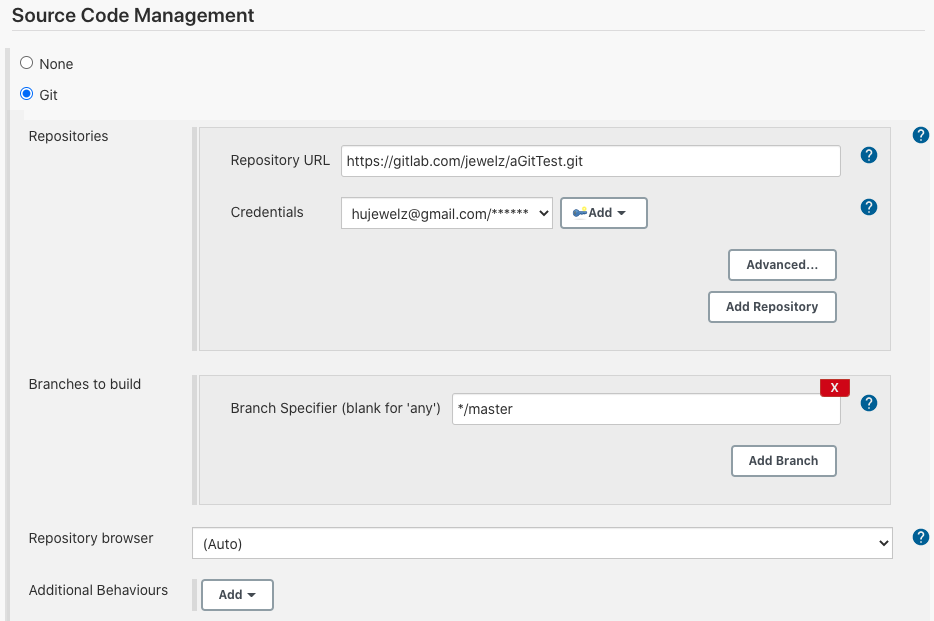 Source Code Management
None
Git
Repositories
?
Repository URL https://gitlab.com/jewelz/aGitTest.git ?
Credentials hujewelz@gmail.com/****** Add ?
Advanced...
Add Repository
Branches to build
X
Branch Specifier (blank for 'any') */master ?
Add Branch
Repository browser (Auto) ?
Additional Behaviours Add